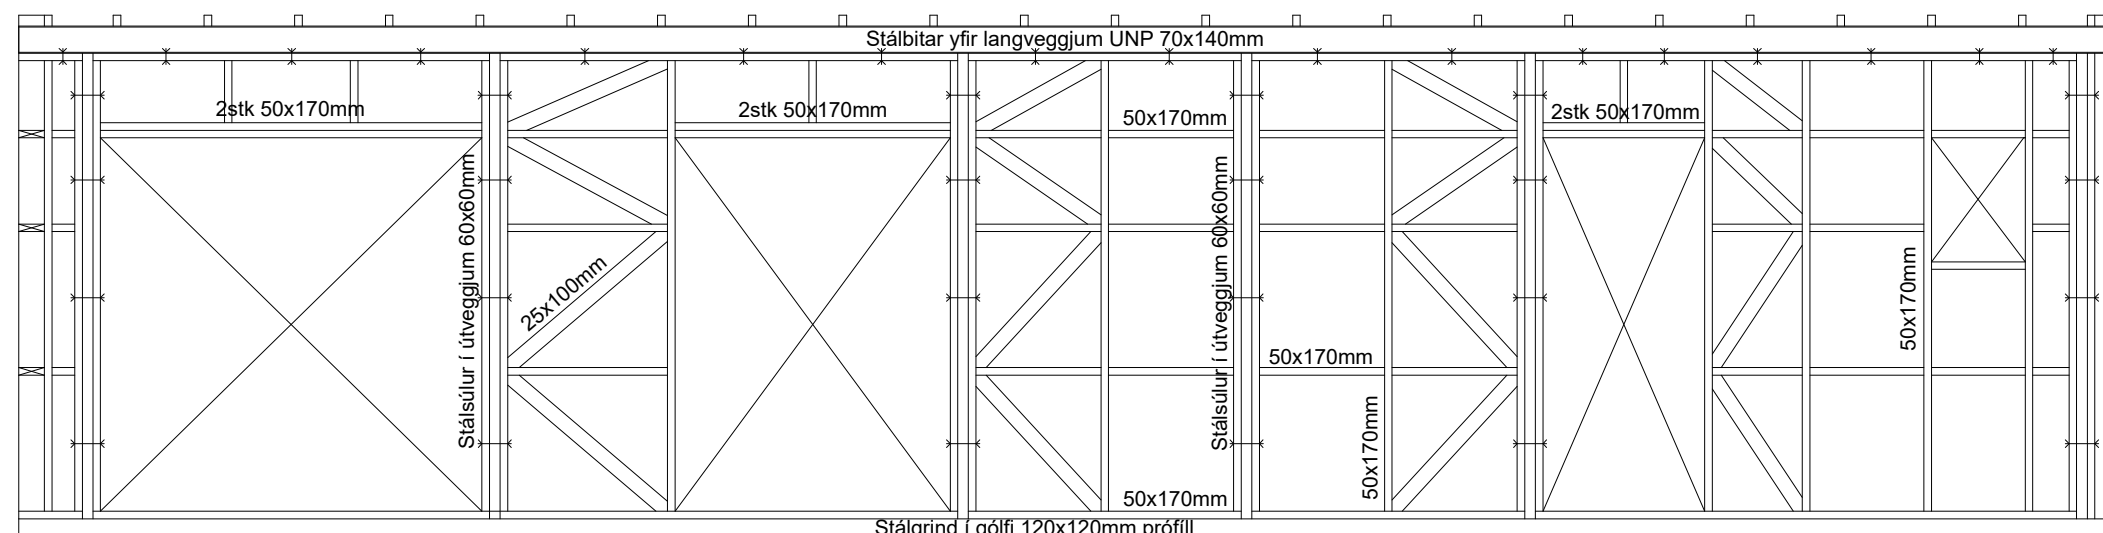 Stálbitar yfir langveggjum UNP 70x140mm
2stk 50x170mm
2stk 50x170mm
50x170mm
2stk 50x170mm
Stálsúlur í útveggjum 60x60mm
25x100mm
Stálsúlur í útveggjum 60x60mm
50x170mm
50x170mm
50x170mm
50x170mm
Stálgrind í gólfi 120x120mm prófíll